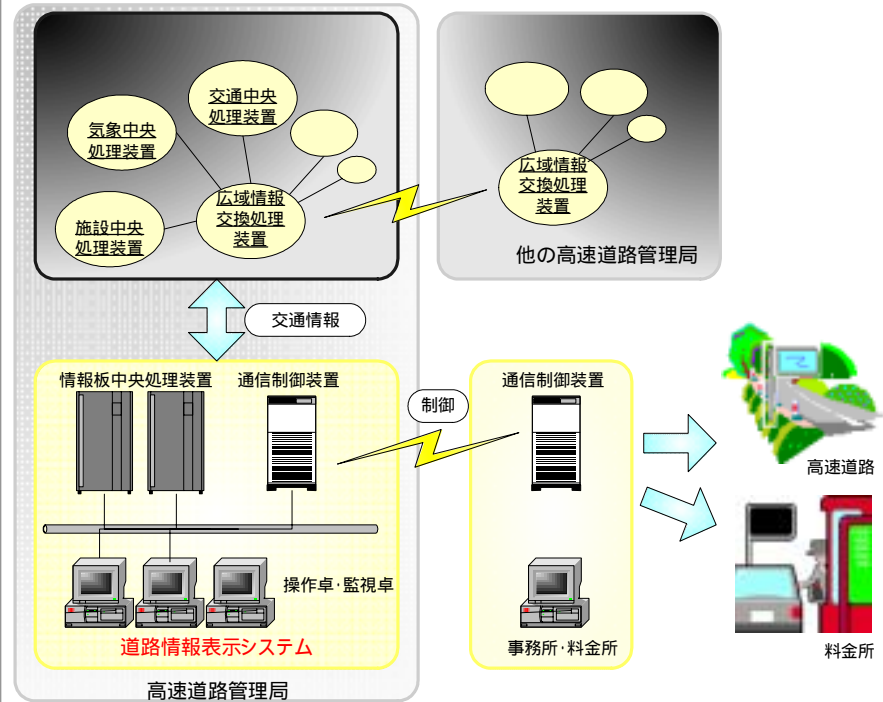 交通中央
処理装置
気象中央
処理装置
広域情報
交換処理
装置
施設中央
処理装置
広域情報
交換処理
装置
他の高速道路管理局
交通情報
情報板中央処理装置
通信制御装置
制御
通信制御装置
高速道路
操作卓・監視卓
道路情報表示システム
事務所・料金所
料金所
高速道路管理局